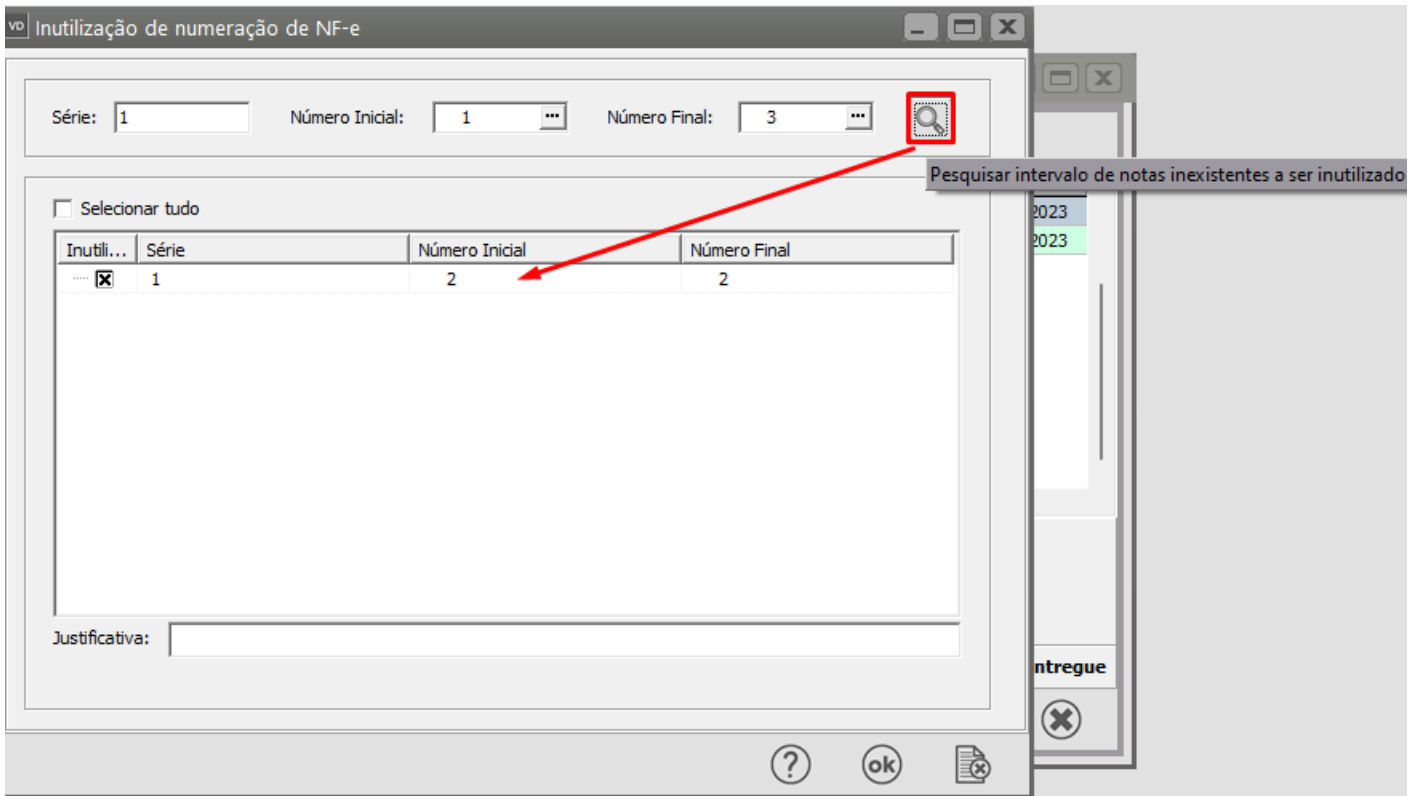 VD Inutilização de numeração de NF-e
Série: 1 Número Inicial: 1 ... Número Final: 3 ...
Pesquisar intervalo de notas inexistentes a ser inutilizado
Selecionar tudo
2023
Inutili... Série Número Inicial Número Final
2023
1 2 2
Justificativa:
ntregue
? ok